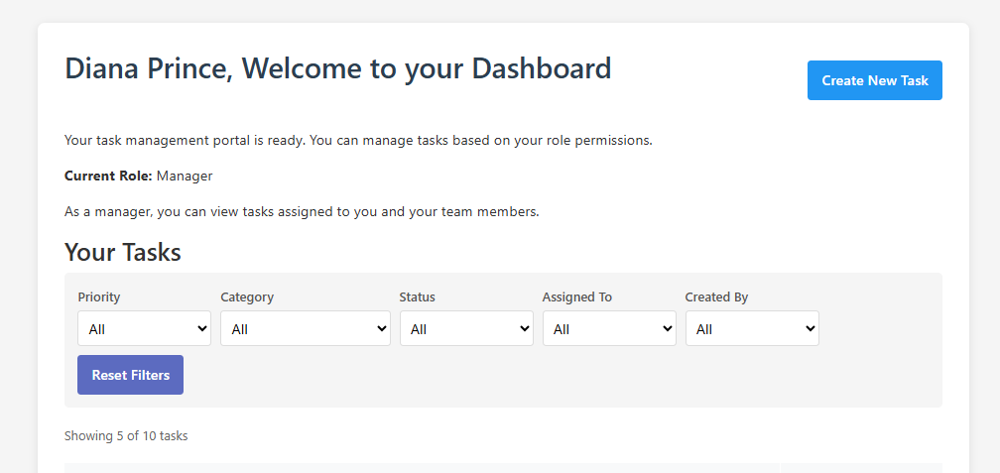 Diana Prince, Welcome to your Dashboard
Create New Task
Your task management portal is ready. You can manage tasks based on your role permissions.
Current Role: Manager
As a manager, you can view tasks assigned to you and your team members.
Your Tasks
Priority Category Status Assigned To Created By
All All All All All
Reset Filters
Showing 5 of 10 tasks